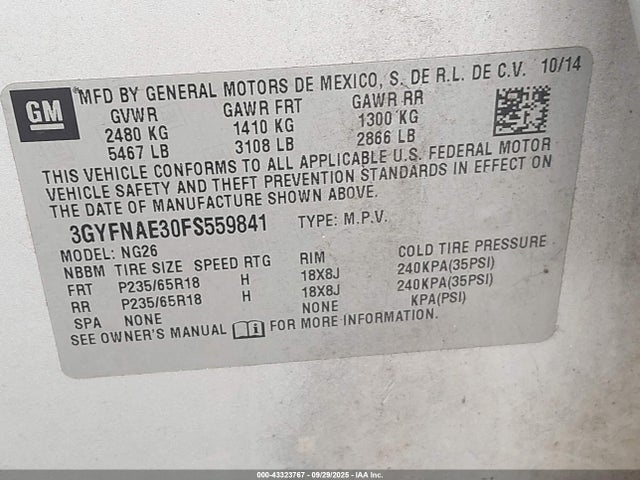 GM
MFD BY GENERAL MOTORS DE MEXICO, S. DE R.L. DE C.V. 10/14
GVWR GAWR FRT GAWR RR
2480 KG 1410 KG 1300 KG
5467 LB 3108 LB 2866 LB
THIS VEHICLE CONFORMS TO ALL APPLICABLE U.S. FEDERAL MOTOR
VEHICLE SAFETY AND THEFT PREVENTION STANDARDS IN EFFECT ON
THE DATE OF MANUFACTURE SHOWN ABOVE.
3GYFNAE30FS559841 TYPE: M.P.V.
MODEL: NG26
NBBM TIRE SIZE SPEED RTG RIM COLD TIRE PRESSURE
FRT P235/65R18 H 18X8J 240KPA(35PSI)
RR P235/65R18 H 18X8J 240KPA(35PSI)
SPA NONE NONE KPA(PSI)
SEE OWNER'S MANUAL FOR MORE INFORMATION.
000-43323767 - 09/29/2025 - IAA Inc.